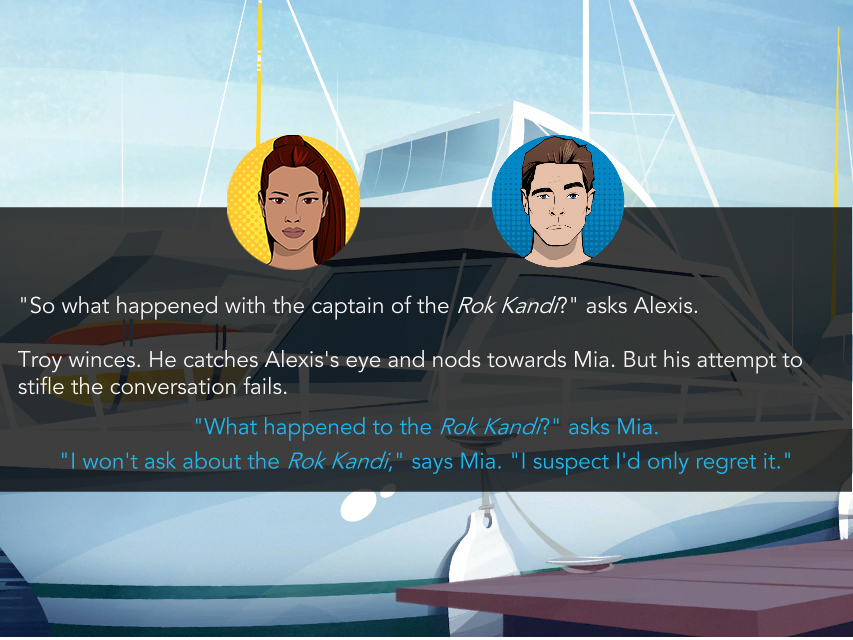 "So what happened with the captain of the Rok Kandi?" asks Alexis.
Troy winces. He catches Alexis's eye and nods towards Mia. But his attempt to
stifle the conversation fails.
"What happened to the Rok Kandi?" asks Mia.
"I won't ask about the Rok Kandi," says Mia. "I suspect I'd only regret it."